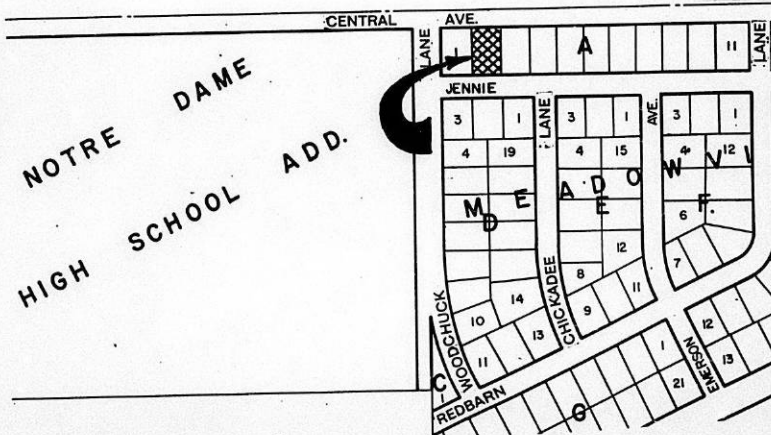 CENTRAL AVE.
LANE
1
A
11
LANE
NOTRE DAME
HIGH SCHOOL ADD.
JENNIE
3 1
LANE
3 1
AVE.
3 1
4 19
4 15
4 12
M E A D O W V I
D E F.
6
12
8
7
14
11
10
9
13
11
WOODCHUCK
CHICKADEE
C
REDBARN
1
21
EMERSON
12
13
G